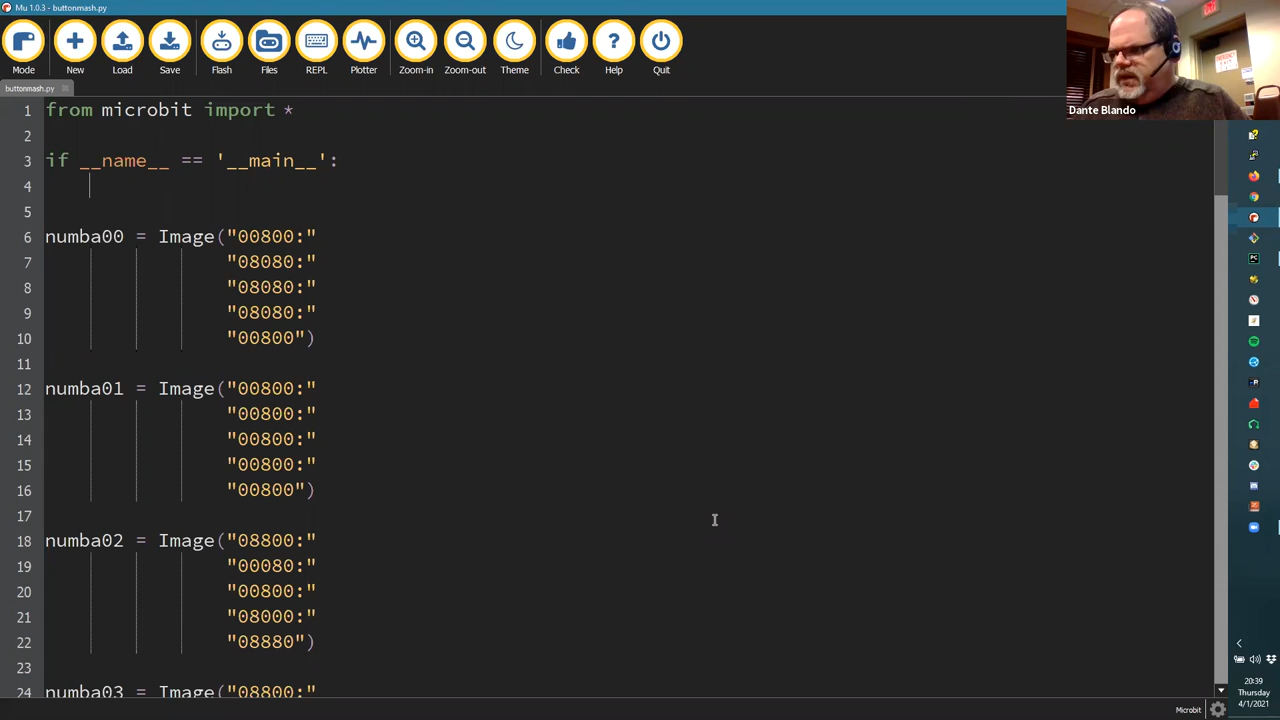 Mu 1.0.3 - buttonmash.py
Mode New Load Save Flash Files REPL Plotter Zoom-in Zoom-out Theme Check Help Quit
Dante Blando
buttonmash.py
1 from microbit import *
2
3 if __name__ == '__main__':
4
5
6 numba00 = Image("00800:"
7 "08080:"
8 "08080:"
9 "08080:"
10 "00800")
11
12 numba01 = Image("00800:"
13 "00800:"
14 "00800:"
15 "00800:"
16 "00800")
17
18 numba02 = Image("08800:"
19 "00080:"
20 "00800:"
21 "08000:"
22 "08880")
23
24 numba03 = Image("08800:"
20:39
Thursday
4/1/2021
Microbit